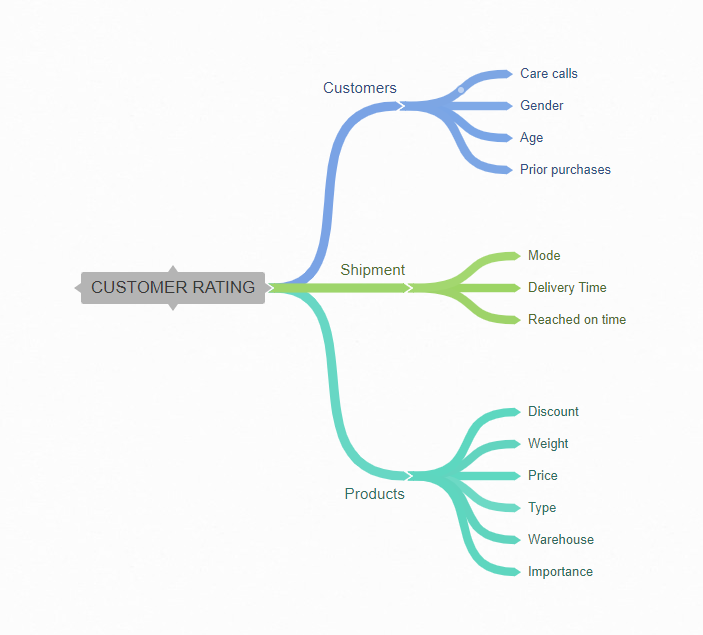 CUSTOMER RATING
Customers
Care calls
Gender
Age
Prior purchases
Shipment
Mode
Delivery Time
Reached on time
Products
Discount
Weight
Price
Type
Warehouse
Importance